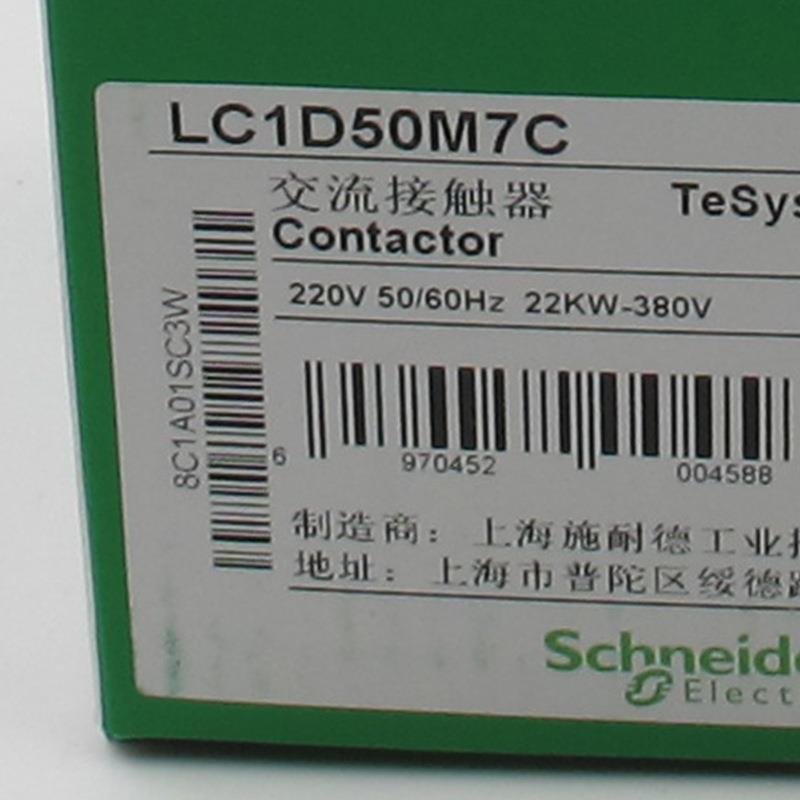 LC1D50M7C
交流接触器 TeSys
Contactor
220V 50/60Hz 22KW-380V
8C1A01SC3W
6 970452 004588
制造商：上海施耐德工业
地址：上海市普陀区绥德路
Schneide
Elect